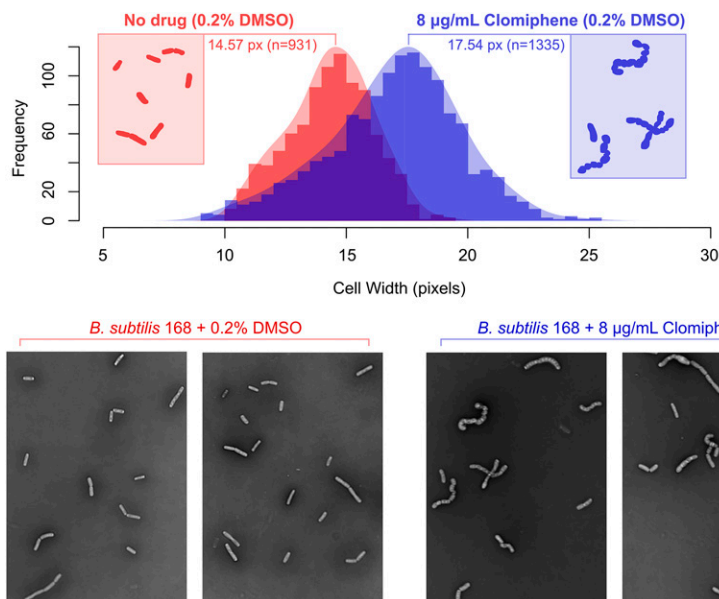 No drug (0.2% DMSO)
8 µg/mL Clomiphene (0.2% DMSO)
14.57 px (n=931)
17.54 px (n=1335)
Frequency
100
60
20
0
5
10
15
20
25
30
Cell Width (pixels)
B. subtilis 168 + 0.2% DMSO
B. subtilis 168 + 8 µg/mL Clomiph